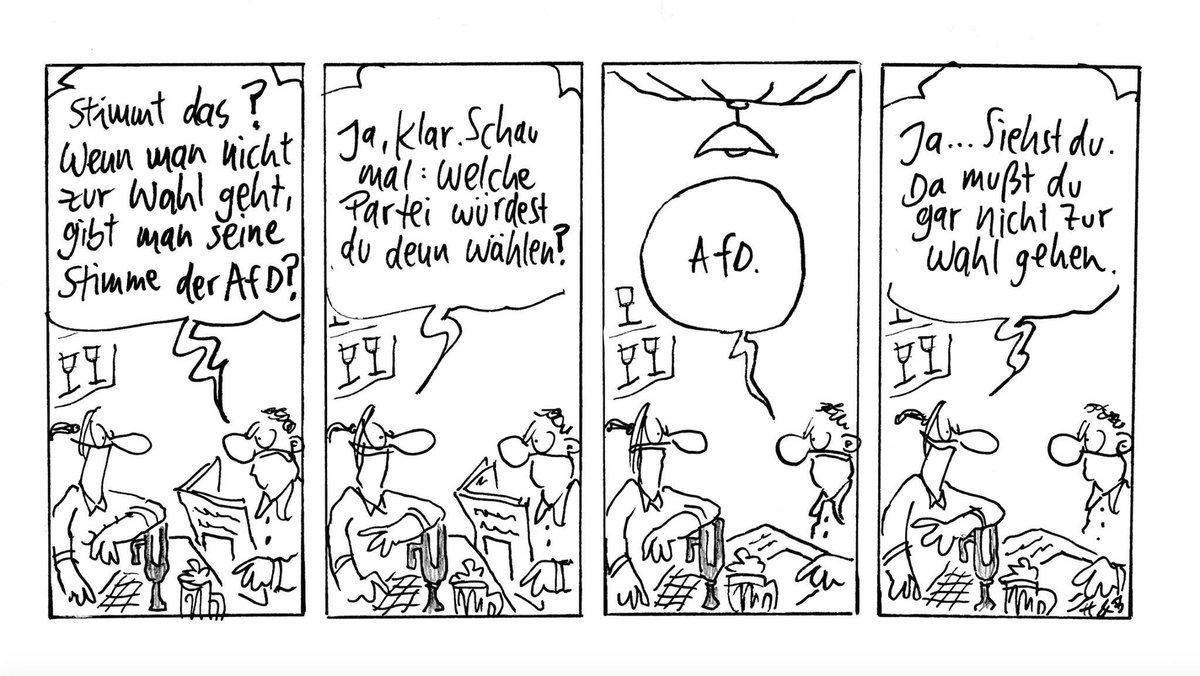 Stimmt das?
Wenn man nicht
zur Wahl geht,
gibt man seine
Stimme der AfD?
Ja, klar. Schau
mal: Welche
Partei würdest
du denn wählen?
AfD.
Ja... Siehst du.
Da mußt du
gar nicht zur
Wahl gehen.